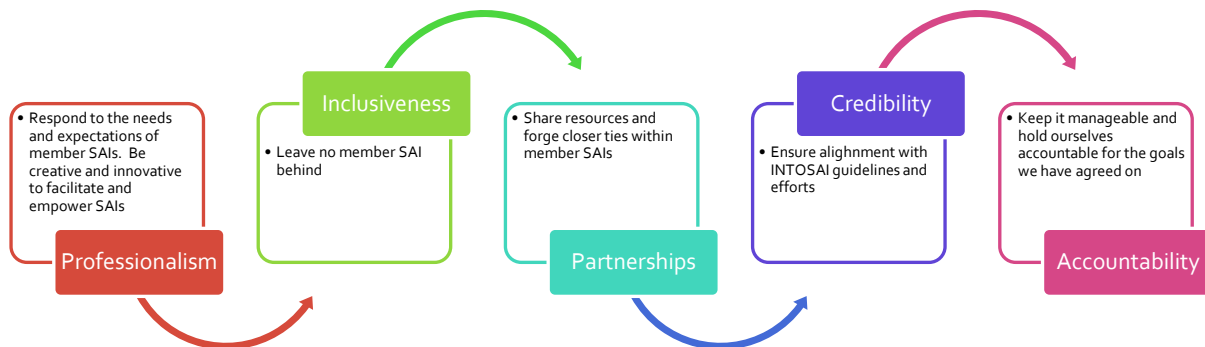 • Respond to the needs
and expectations of
member SAIs.  Be
creative and innovative
to facilitate and
empower SAIs
Professionalism
Inclusiveness
• Leave no member SAI
behind
• Share resources and
forge closer ties within
member SAIs
Partnerships
Credibility
• Ensure alighnment with
INTOSAI guidelines and
efforts
• Keep it manageable and
hold ourselves
accountable for the goals
we have agreed on
Accountability